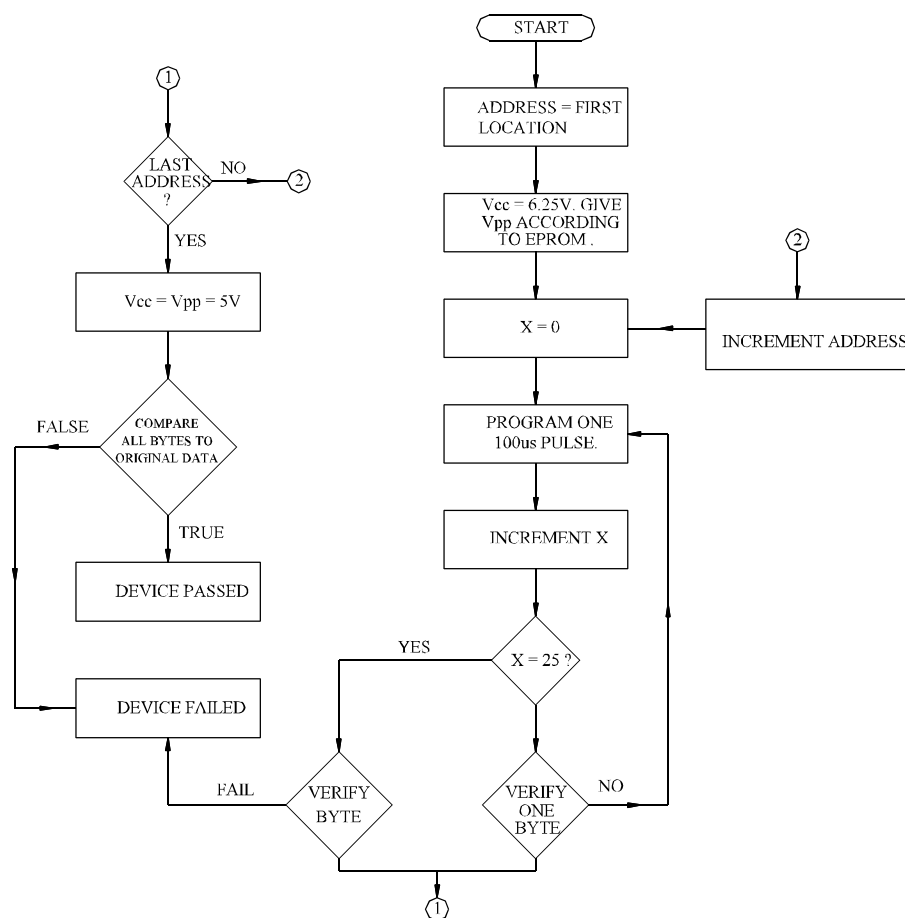 START
ADDRESS = FIRST
LOCATION
Vcc = 6.25V. GIVE
Vpp ACCORDING
TO EPROM .
X = 0
PROGRAM ONE
100us PULSE.
INCREMENT X
X = 25 ?
YES
VERIFY
BYTE
FAIL
VERIFY
ONE
BYTE
NO
1
2
INCREMENT ADDRESS
1
LAST
ADDRESS
?
NO
2
YES
Vcc = Vpp = 5V
COMPARE
ALL BYTES TO
ORIGINAL DATA
FALSE
TRUE
DEVICE PASSED
DEVICE FAILED